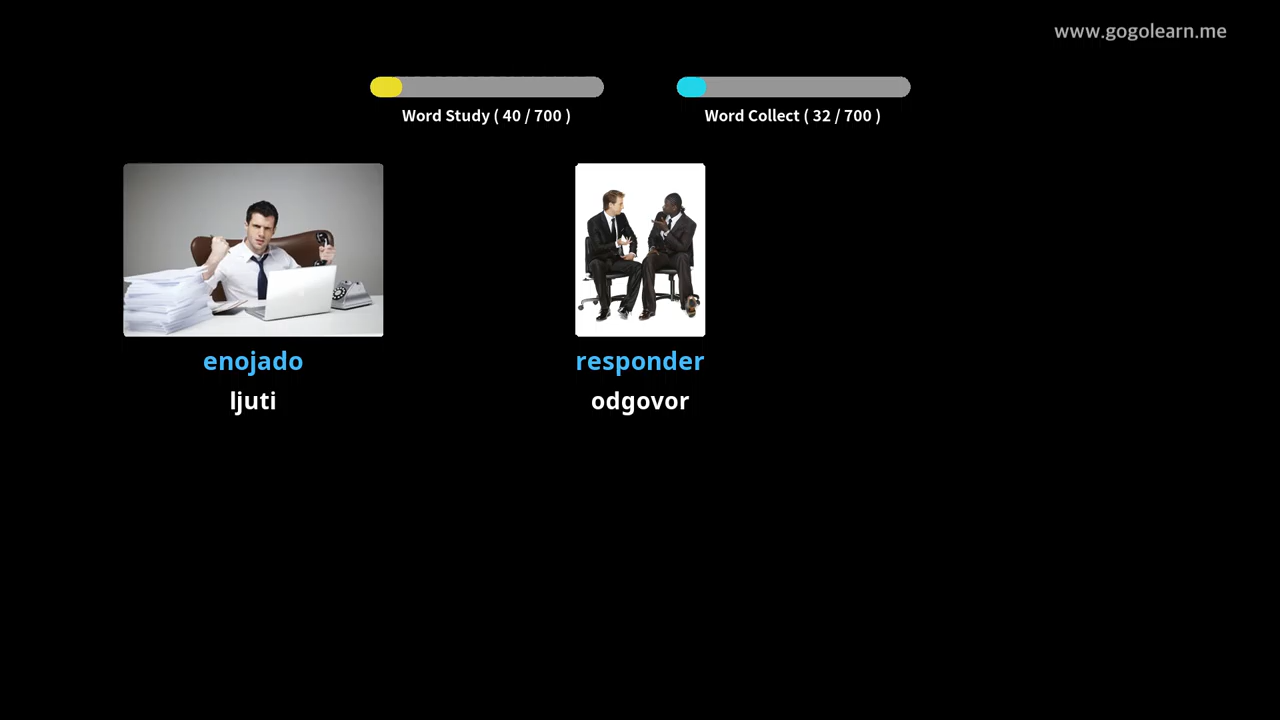 www.gogolearn.me
Word Study ( 40 / 700 )
Word Collect ( 32 / 700 )
enojado
ljuti
responder
odgovor